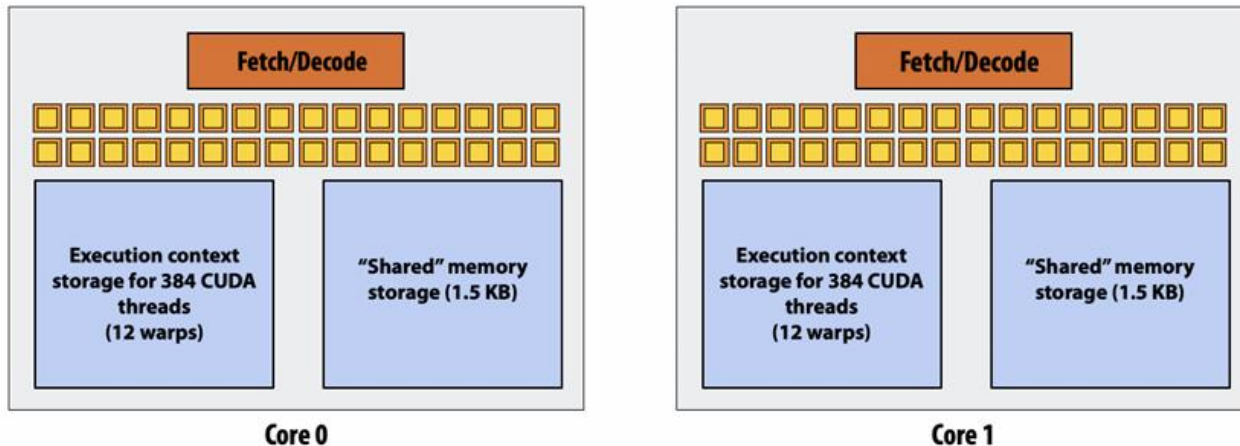 Fetch/Decode
Execution context
storage for 384 CUDA
threads
(12 warps)
“Shared” memory
storage (1.5 KB)
Core 0
Fetch/Decode
Execution context
storage for 384 CUDA
threads
(12 warps)
“Shared” memory
storage (1.5 KB)
Core 1